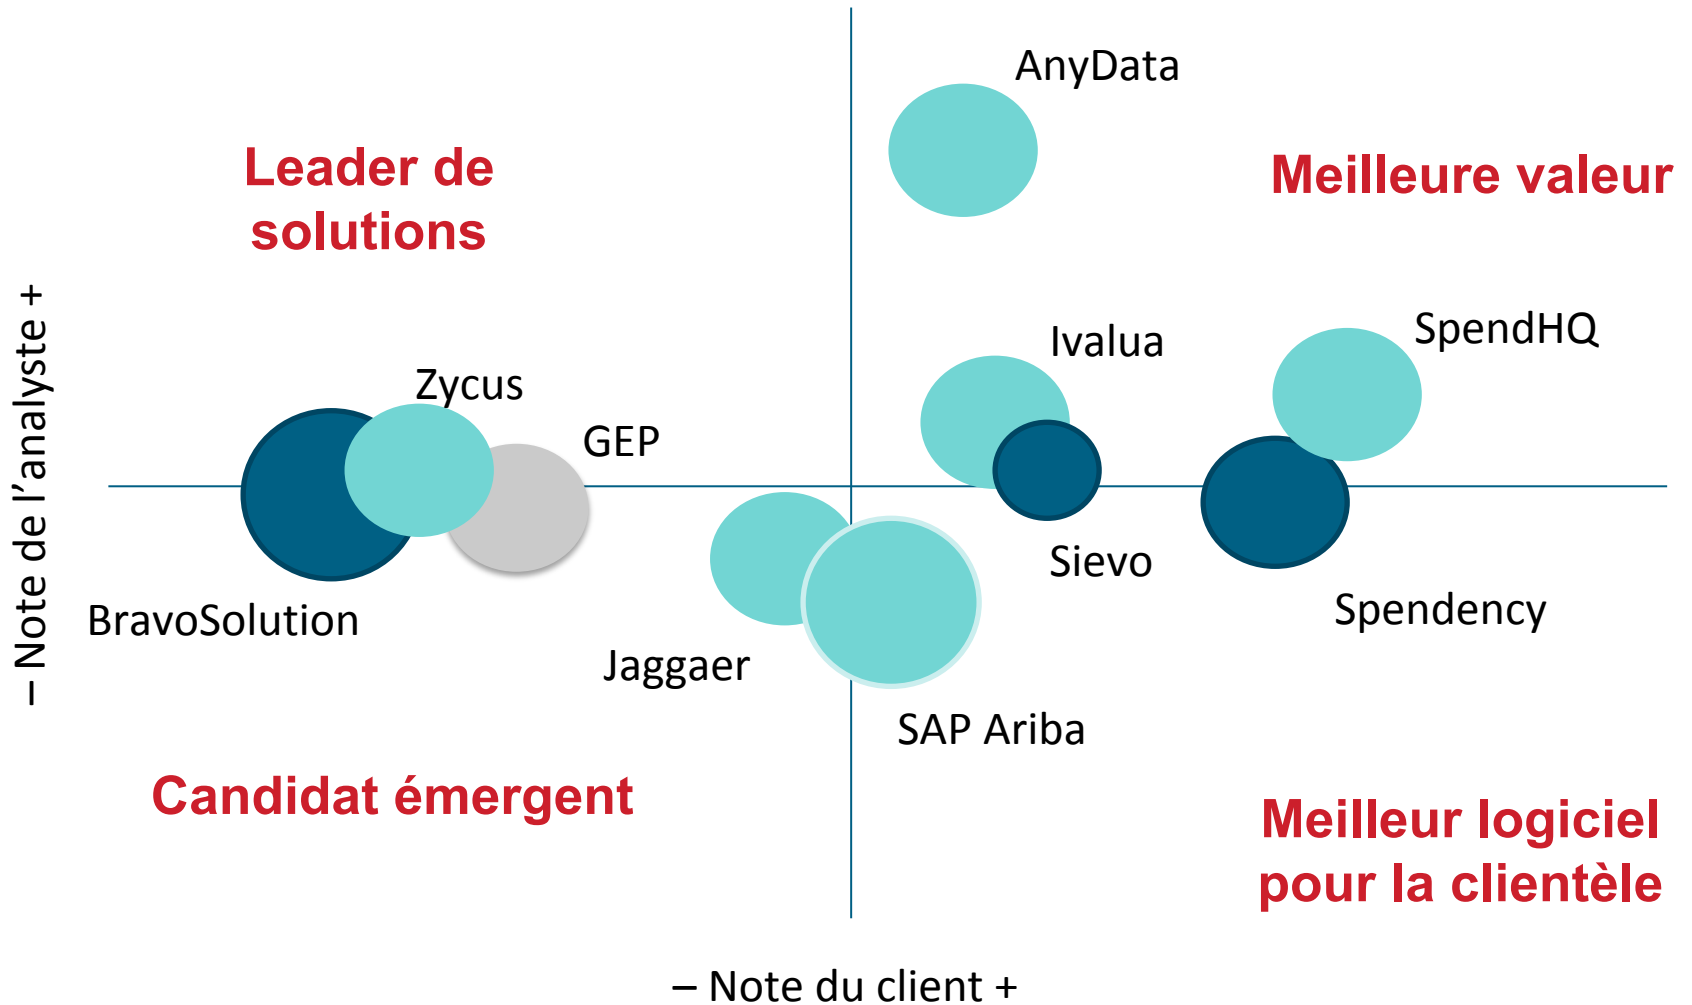 AnyData
Leader de
solutions
Meilleure valeur
– Note de l'analyste +
Ivalua
SpendHQ
Zycus
GEP
BravoSolution
Sievo
Spendency
Jaggaer
SAP Ariba
Candidat émergent
Meilleur logiciel
pour la clientèle
– Note du client +